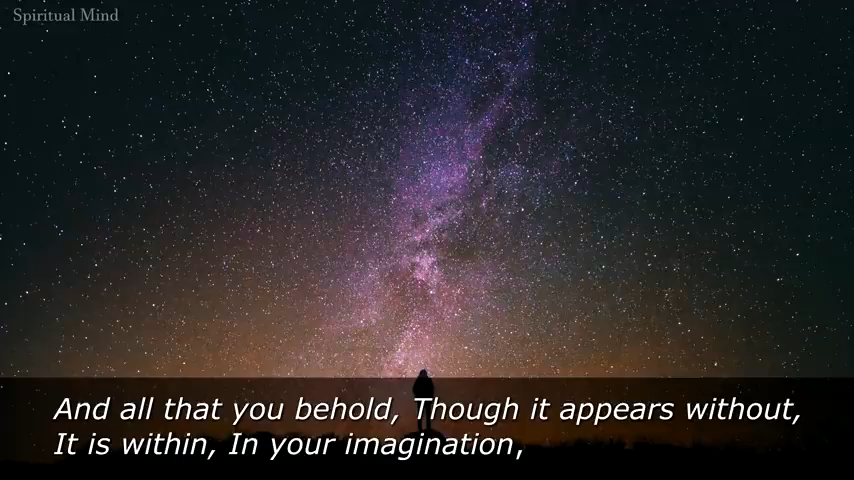 Spiritual Mind
And all that you behold, Though it appears without,
It is within, In your imagination,